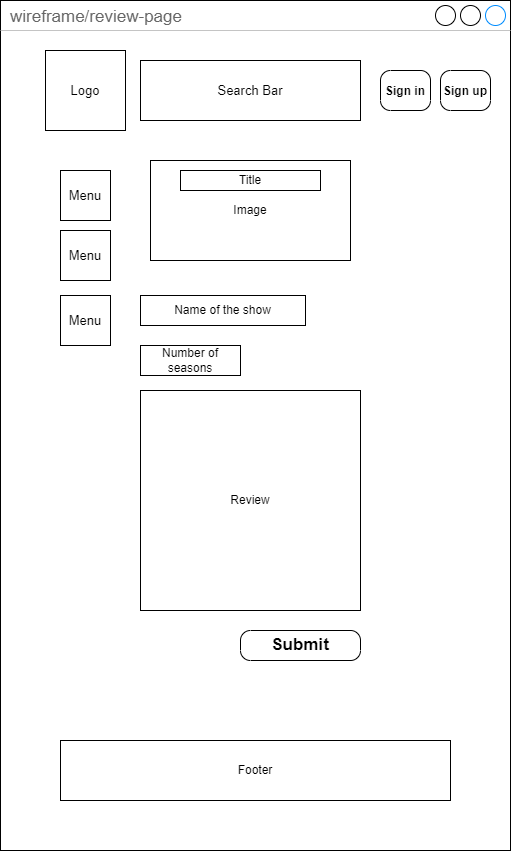 wireframe/review-page
Logo
Search Bar
Sign in
Sign up
Menu
Title
Image
Menu
Menu
Name of the show
Number of
seasons
Review
Submit
Footer